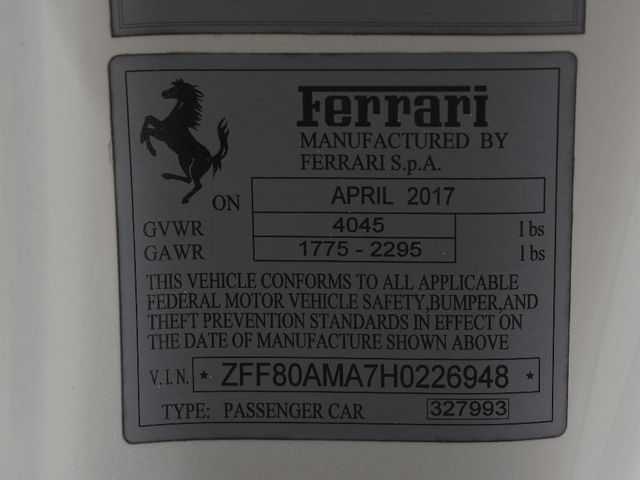 Ferrari
MANUFACTURED BY
FERRARI S.p.A.
ON APRIL 2017
GVWR 4045 lbs
GAWR 1775 - 2295 lbs
THIS VEHICLE CONFORMS TO ALL APPLICABLE
FEDERAL MOTOR VEHICLE SAFETY,BUMPER,AND
THEFT PREVENTION STANDARDS IN EFFECT ON
THE DATE OF MANUFACTURE SHOWN ABOVE
V.I.N. * ZFF80AMA7H0226948 *
TYPE: PASSENGER CAR 327993